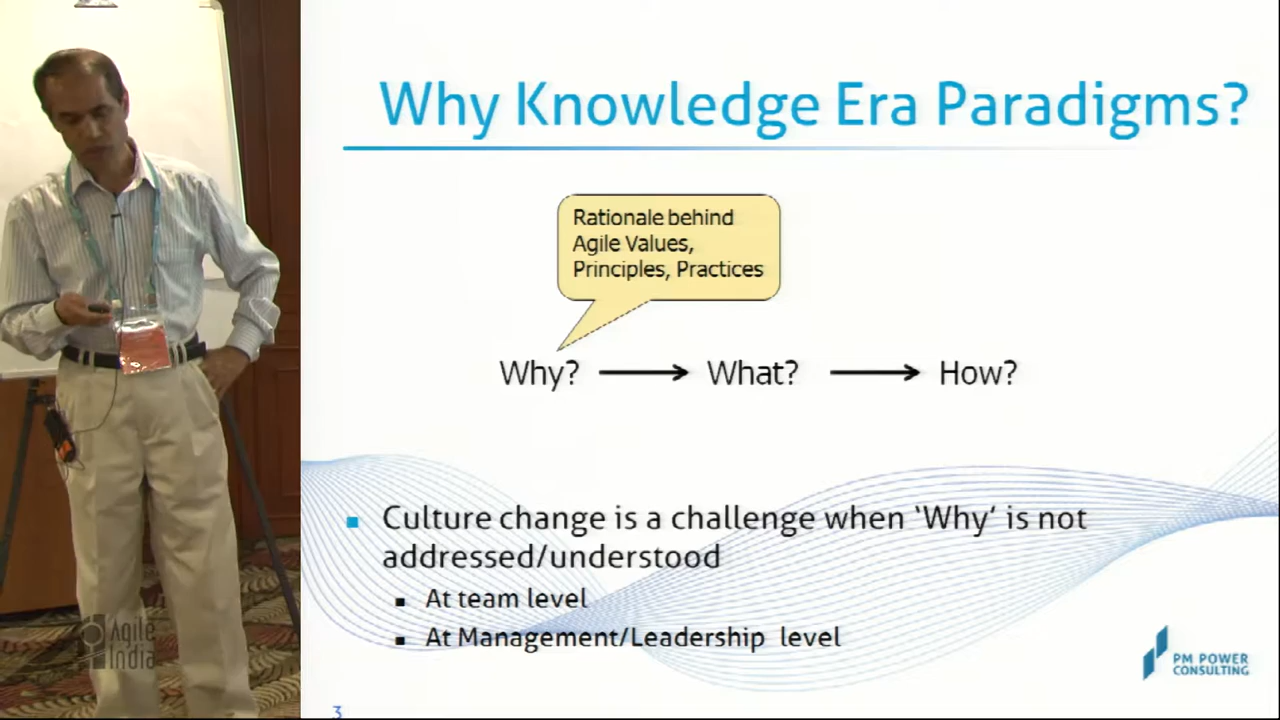 Why Knowledge Era Paradigms?
Rationale behind
Agile Values,
Principles, Practices
Why?
What?
How?
Culture change is a challenge when ‘Why’ is not
addressed/understood
At team level
At Management/Leadership level
Agile
India
PM POWER
CONSULTING
3